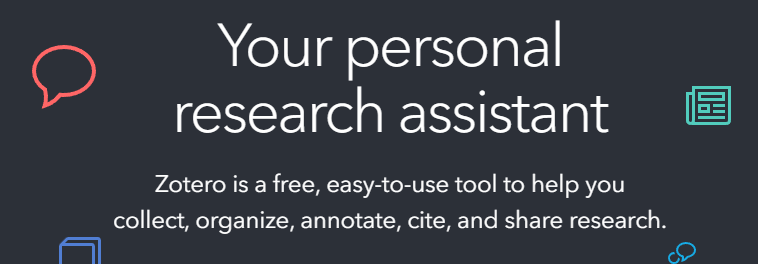 Your personal
research assistant
Zotero is a free, easy-to-use tool to help you
collect, organize, annotate, cite, and share research.